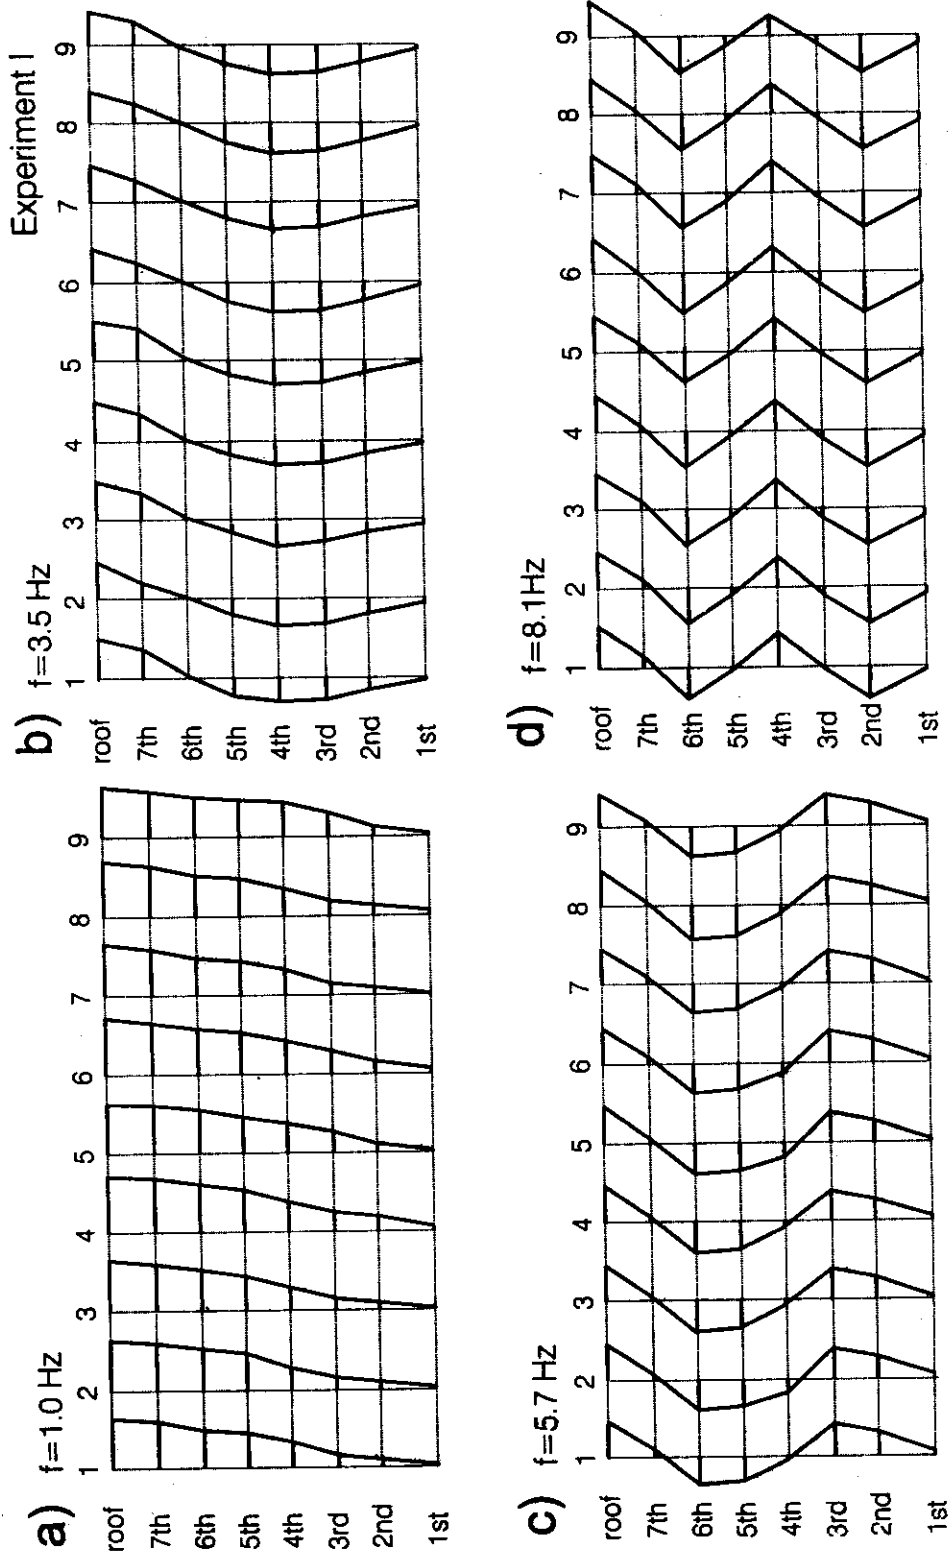 Experiment I
a) f=1.0 Hz
1 2 3 4 5 6 7 8 9
roof
7th
6th
5th
4th
3rd
2nd
1st
b) f=3.5 Hz
1 2 3 4 5 6 7 8 9
roof
7th
6th
5th
4th
3rd
2nd
1st
c) f=5.7 Hz
1 2 3 4 5 6 7 8 9
roof
7th
6th
5th
4th
3rd
2nd
1st
d) f=8.1Hz
1 2 3 4 5 6 7 8 9
roof
7th
6th
5th
4th
3rd
2nd
1st